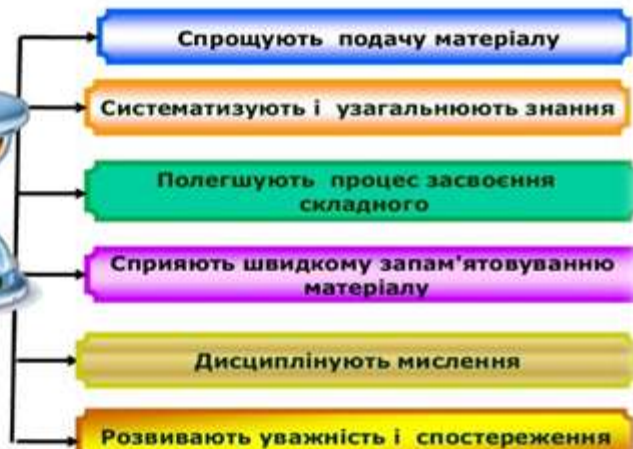 Спрощують подачу матеріалу
Систематизують і узагальнюють знання
Полегшують процес засвоєння
складного
Сприяють швидкому запам'ятовуванню
матеріалу
Дисциплінують мислення
Розвивають уважність і спостереження